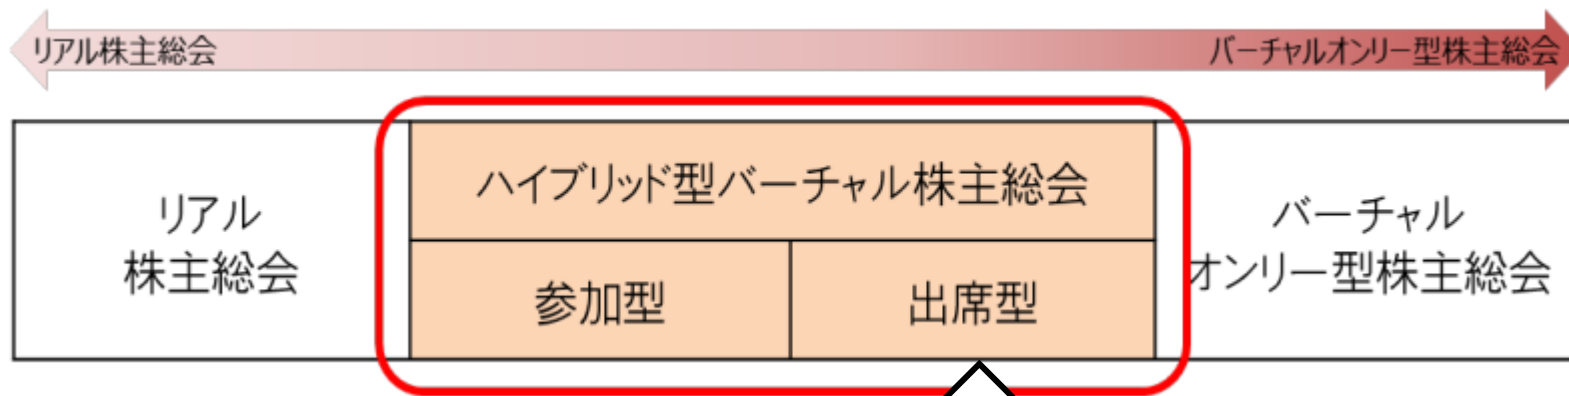 リアル株主総会
バーチャルオンリー型株主総会
リアル
株主総会
ハイブリッド型バーチャル株主総会
参加型
出席型
バーチャル
オンリー型株主総会